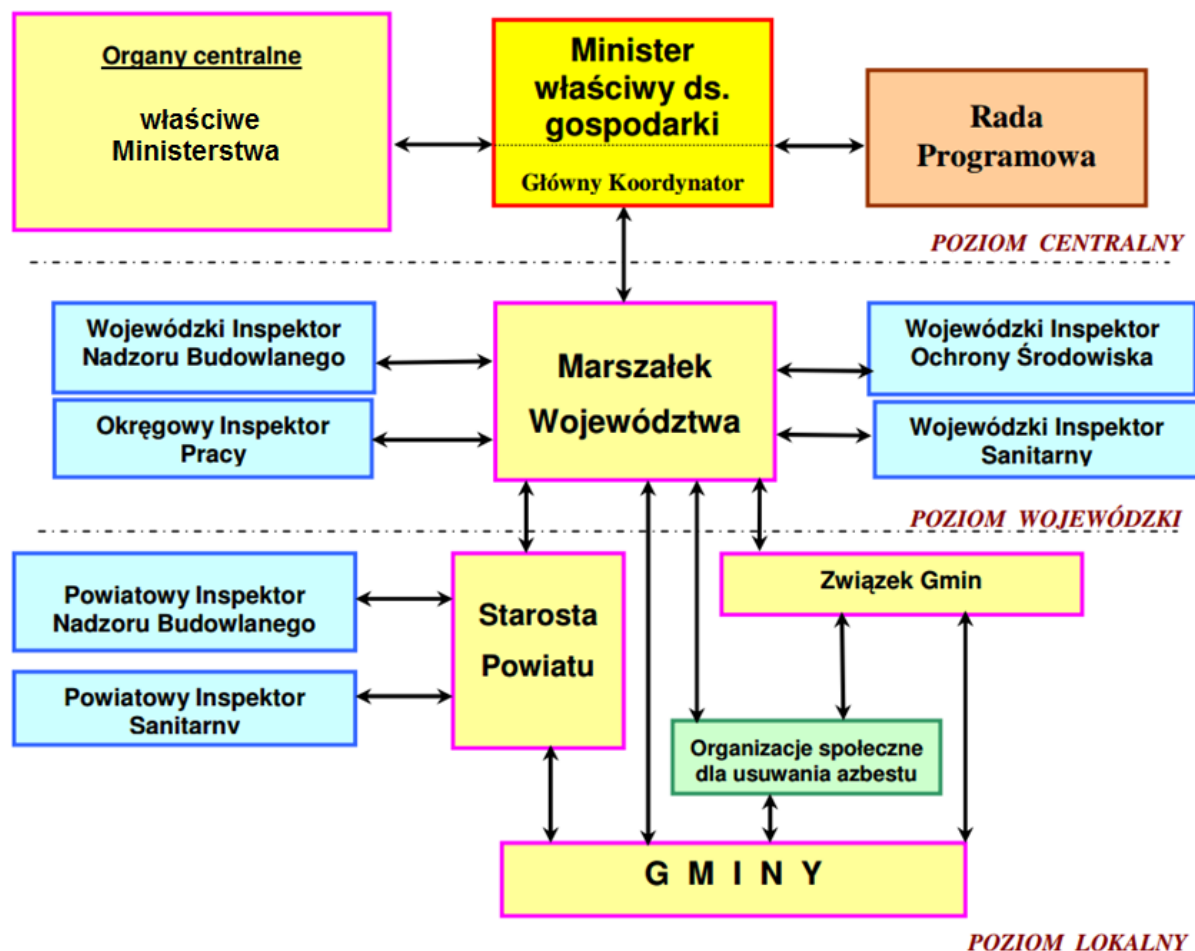 Organy centralne
właściwe
Ministerstwa
Minister
właściwy ds.
gospodarki
Główny Koordynator
Rada
Programowa
POZIOM CENTRALNY
Wojewódzki Inspektor
Nadzoru Budowlanego
Okręgowy Inspektor
Pracy
Marszałek
Województwa
Wojewódzki Inspektor
Ochrony Środowiska
Wojewódzki Inspektor
Sanitarny
POZIOM WOJEWÓDZKI
Powiatowy Inspektor
Nadzoru Budowlanego
Powiatowy Inspektor
Sanitarny
Starosta
Powiatu
Związek Gmin
Organizacje społeczne
dla usuwania azbestu
G M I N Y
POZIOM LOKALNY